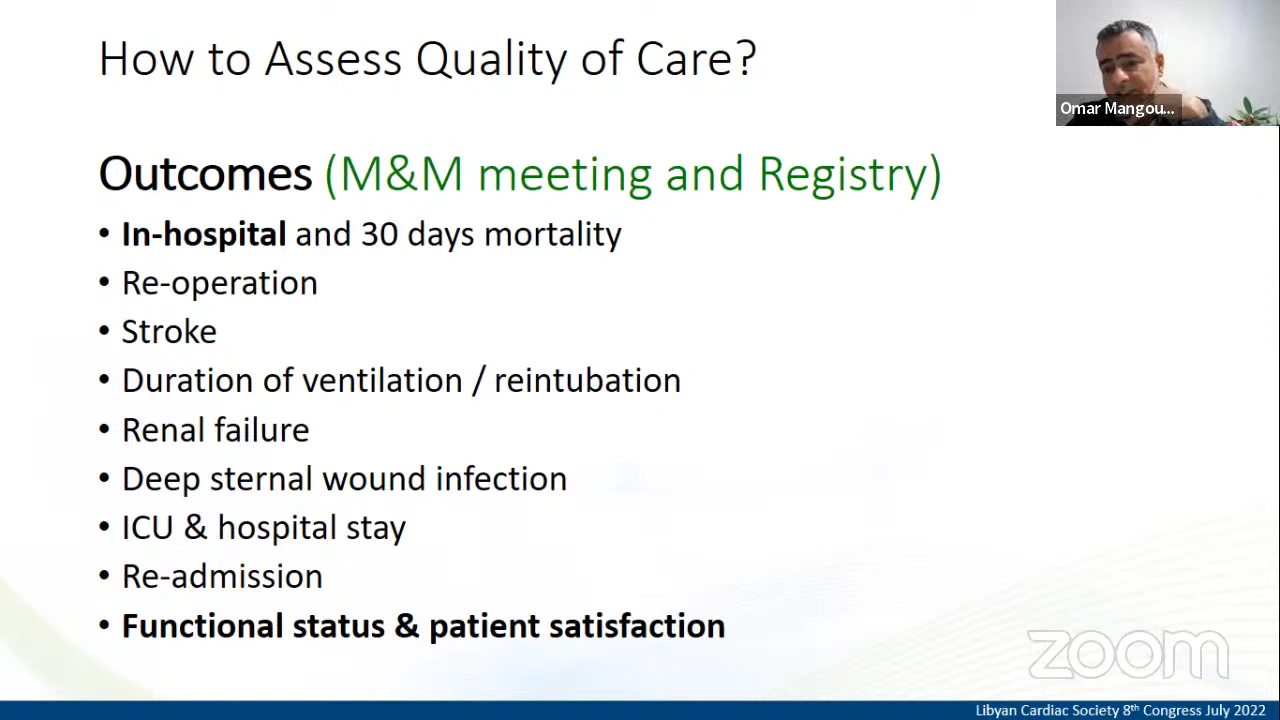 How to Assess Quality of Care?
Omar Mangou...
Outcomes (M&M meeting and Registry)
• In-hospital and 30 days mortality
• Re-operation
• Stroke
• Duration of ventilation / reintubation
• Renal failure
• Deep sternal wound infection
• ICU & hospital stay
• Re-admission
• Functional status & patient satisfaction
zoom
Libyan Cardiac Society 8th Congress July 2022